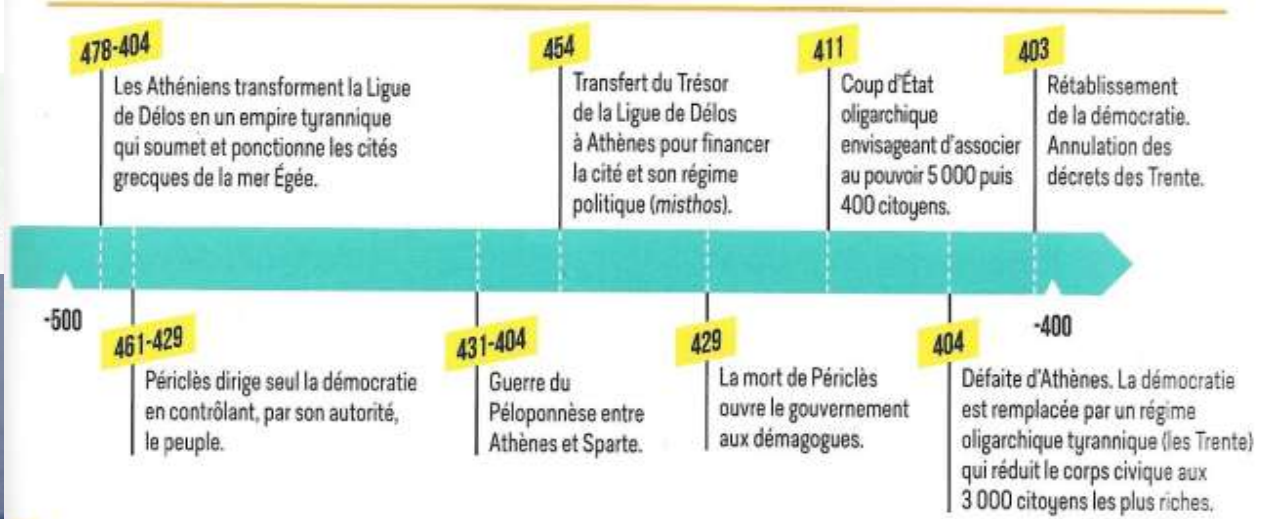 478-404
Les Athéniens transforment la Ligue
de Délos en un empire tyrannique
qui soumet et ponctionne les cités
grecques de la mer Égée.
454
Transfert du Trésor
de la Ligue de Délos
à Athènes pour financer
la cité et son régime
politique (misthos).
411
Coup d'État
oligarchique
envisageant d'associer
au pouvoir 5 000 puis
400 citoyens.
403
Rétablissement
de la démocratie.
Annulation des
décrets des Trente.
-500
-400
461-429
Périclès dirige seul la démocratie
en contrôlant, par son autorité,
le peuple.
431-404
Guerre du
Péloponnèse entre
Athènes et Sparte.
429
La mort de Périclès
ouvre le gouvernement
aux démagogues.
404
Défaite d'Athènes. La démocratie
est remplacée par un régime
oligarchique tyrannique (les Trente)
qui réduit le corps civique aux
3 000 citoyens les plus riches.